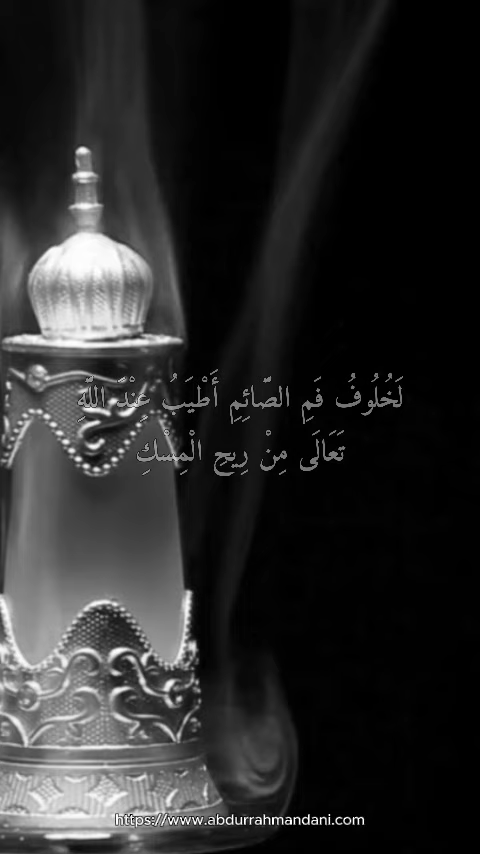 لَخُلُوفُ فَمِ الصَّائِمِ أَطْيَبُ عِنْدَ اللَّهِ
تَعَالَى مِنْ رِيحِ الْمِسْكِ
https://www.abdurrahmandani.com